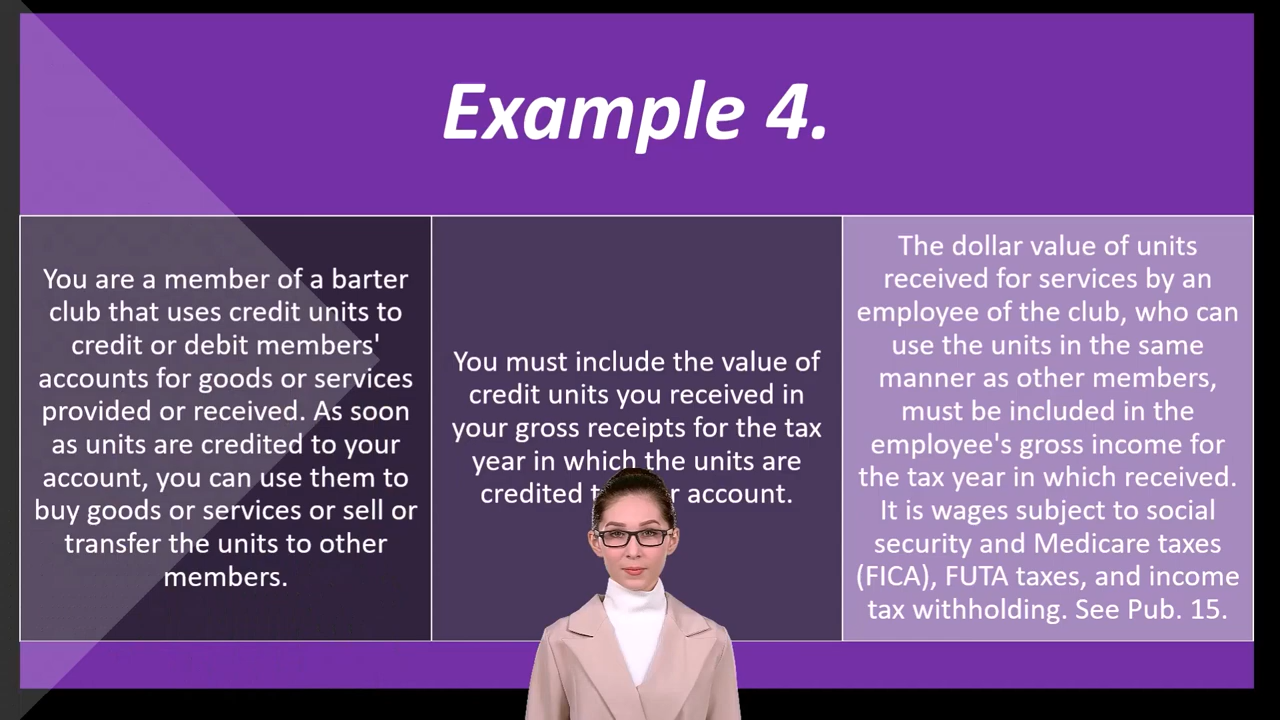 Example 4.
You are a member of a barter
club that uses credit units to
credit or debit members'
accounts for goods or services
provided or received. As soon
as units are credited to your
account, you can use them to
buy goods or services or sell or
transfer the units to other
members.
You must include the value of
credit units you received in
your gross receipts for the tax
year in which the units are
credited account.
The dollar value of units
received for services by an
employee of the club, who can
use the units in the same
manner as other members,
must be included in the
employee's gross income for
the tax year in which received.
It is wages subject to social
security and Medicare taxes
(FICA), FUTA taxes, and income
tax withholding. See Pub. 15.